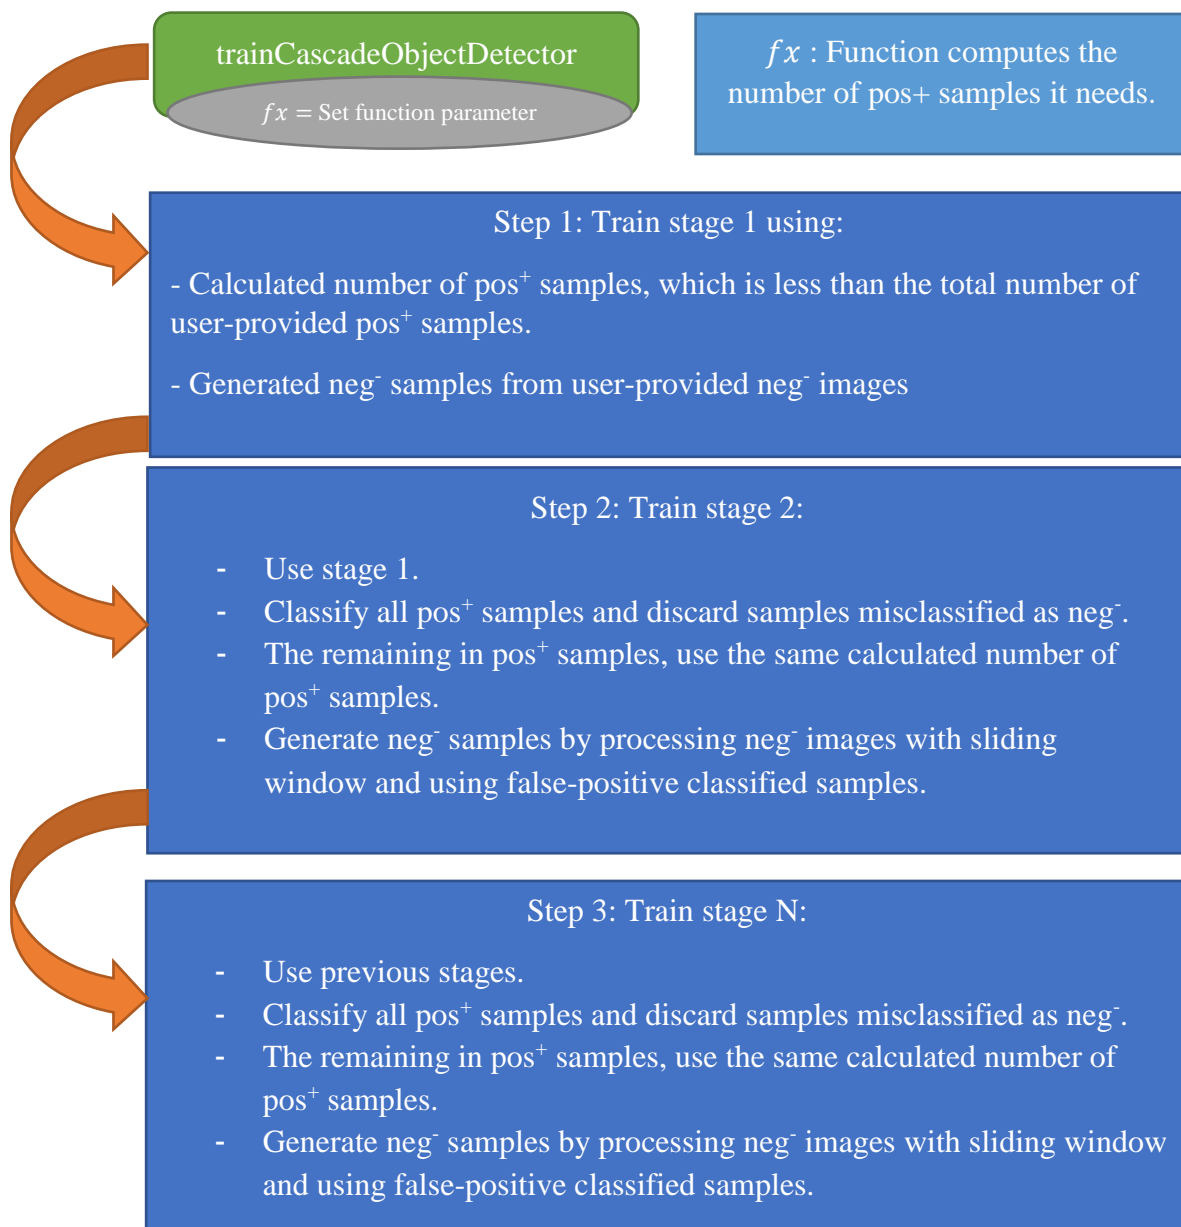 trainCascadeObjectDetector
𝑓𝑥 = Set function parameter
𝑓𝑥 : Function computes the
number of pos+ samples it needs.
Step 1: Train stage 1 using:
- Calculated number of pos⁺ samples, which is less than the total number of
user-provided pos⁺ samples.
- Generated neg⁻ samples from user-provided neg⁻ images
Step 2: Train stage 2:
- Use stage 1.
- Classify all pos⁺ samples and discard samples misclassified as neg⁻.
- The remaining in pos⁺ samples, use the same calculated number of
pos⁺ samples.
- Generate neg⁻ samples by processing neg⁻ images with sliding
window and using false-positive classified samples.
Step 3: Train stage N:
- Use previous stages.
- Classify all pos⁺ samples and discard samples misclassified as neg⁻.
- The remaining in pos⁺ samples, use the same calculated number of
pos⁺ samples.
- Generate neg⁻ samples by processing neg⁻ images with sliding window
and using false-positive classified samples.